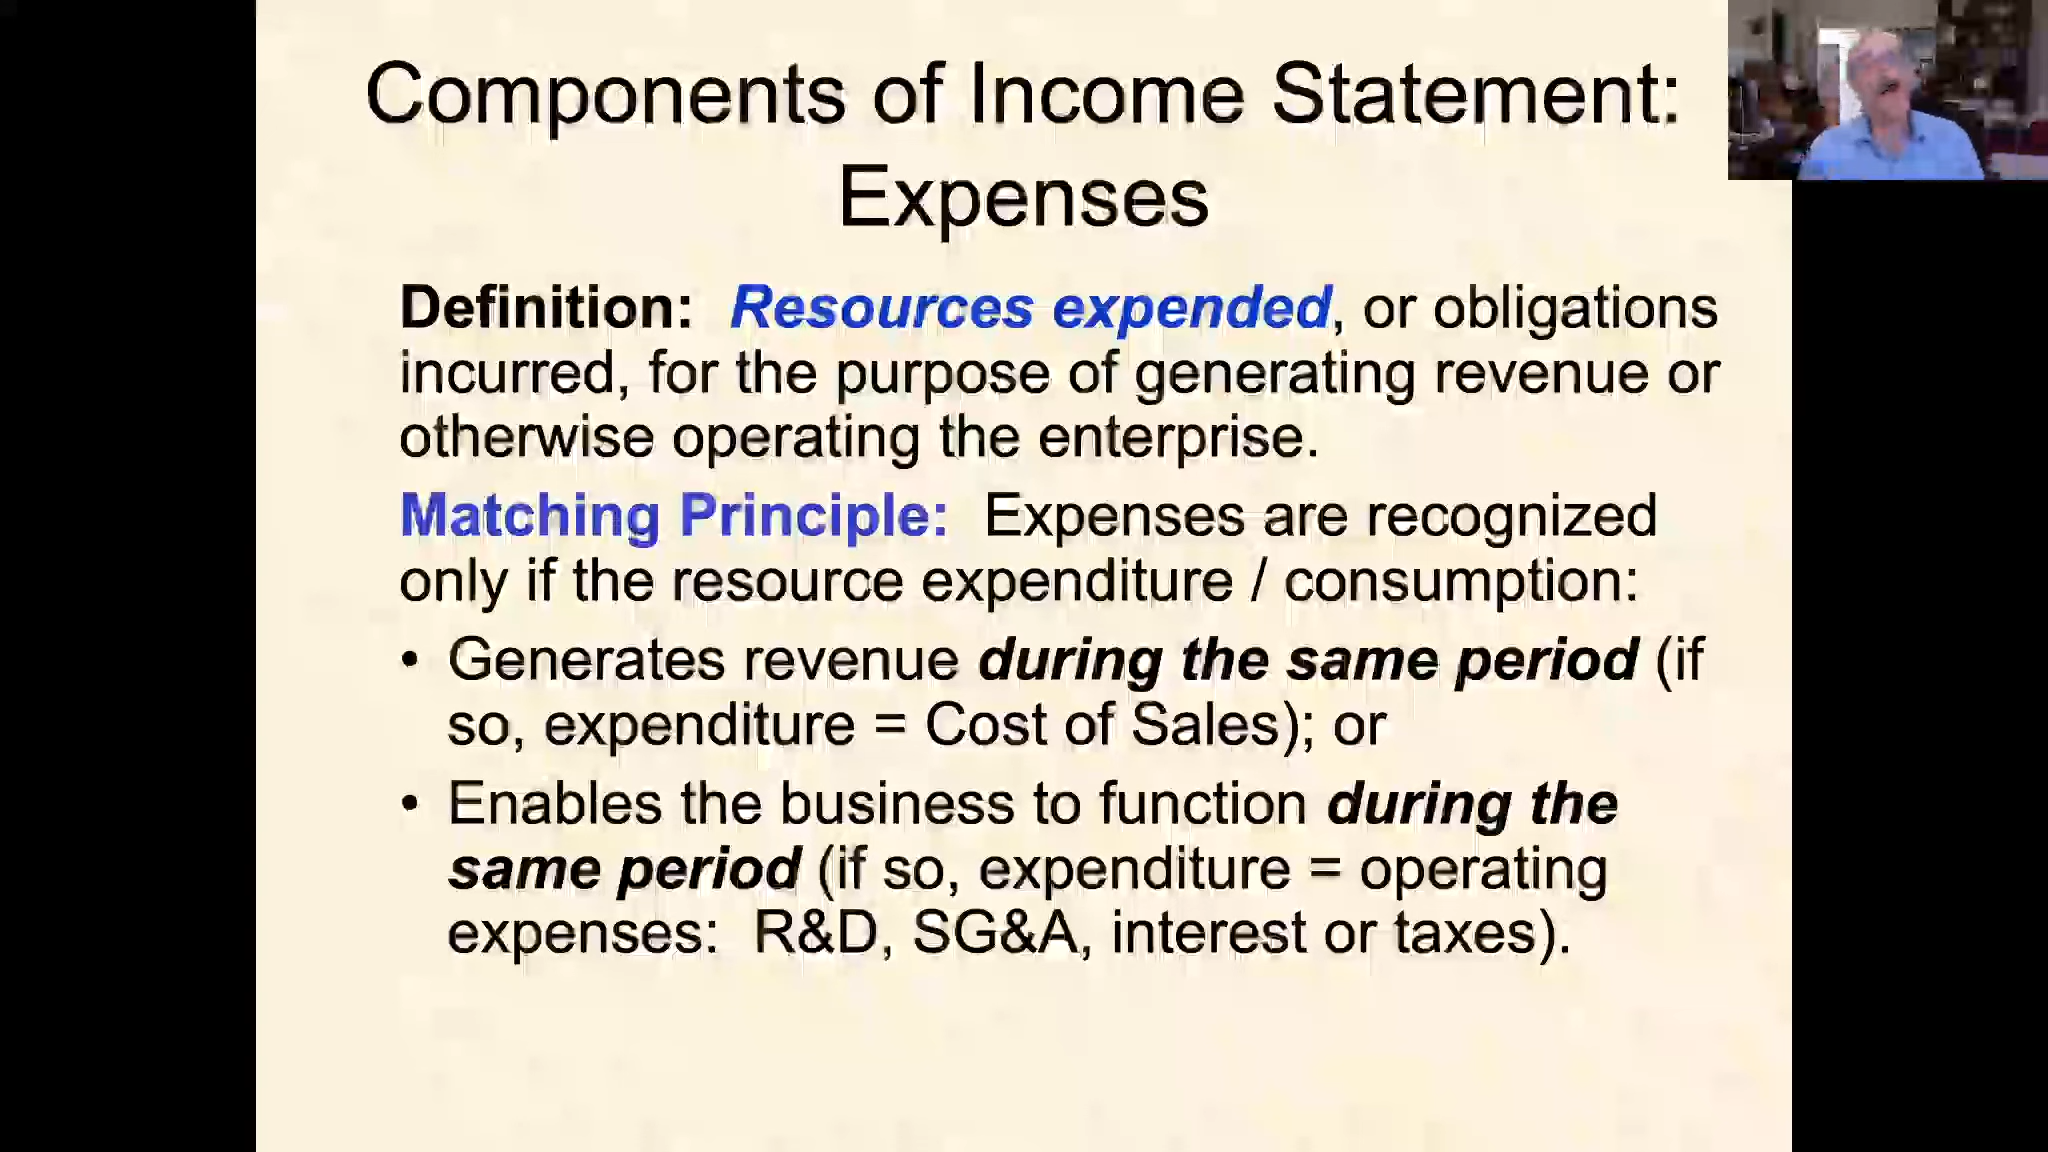 Components of Income Statement:
Expenses
Definition: Resources expended, or obligations
incurred, for the purpose of generating revenue or
otherwise operating the enterprise.
Matching Principle: Expenses are recognized
only if the resource expenditure / consumption:
• Generates revenue during the same period (if
so, expenditure = Cost of Sales); or
• Enables the business to function during the
same period (if so, expenditure = operating
expenses: R&D, SG&A, interest or taxes).